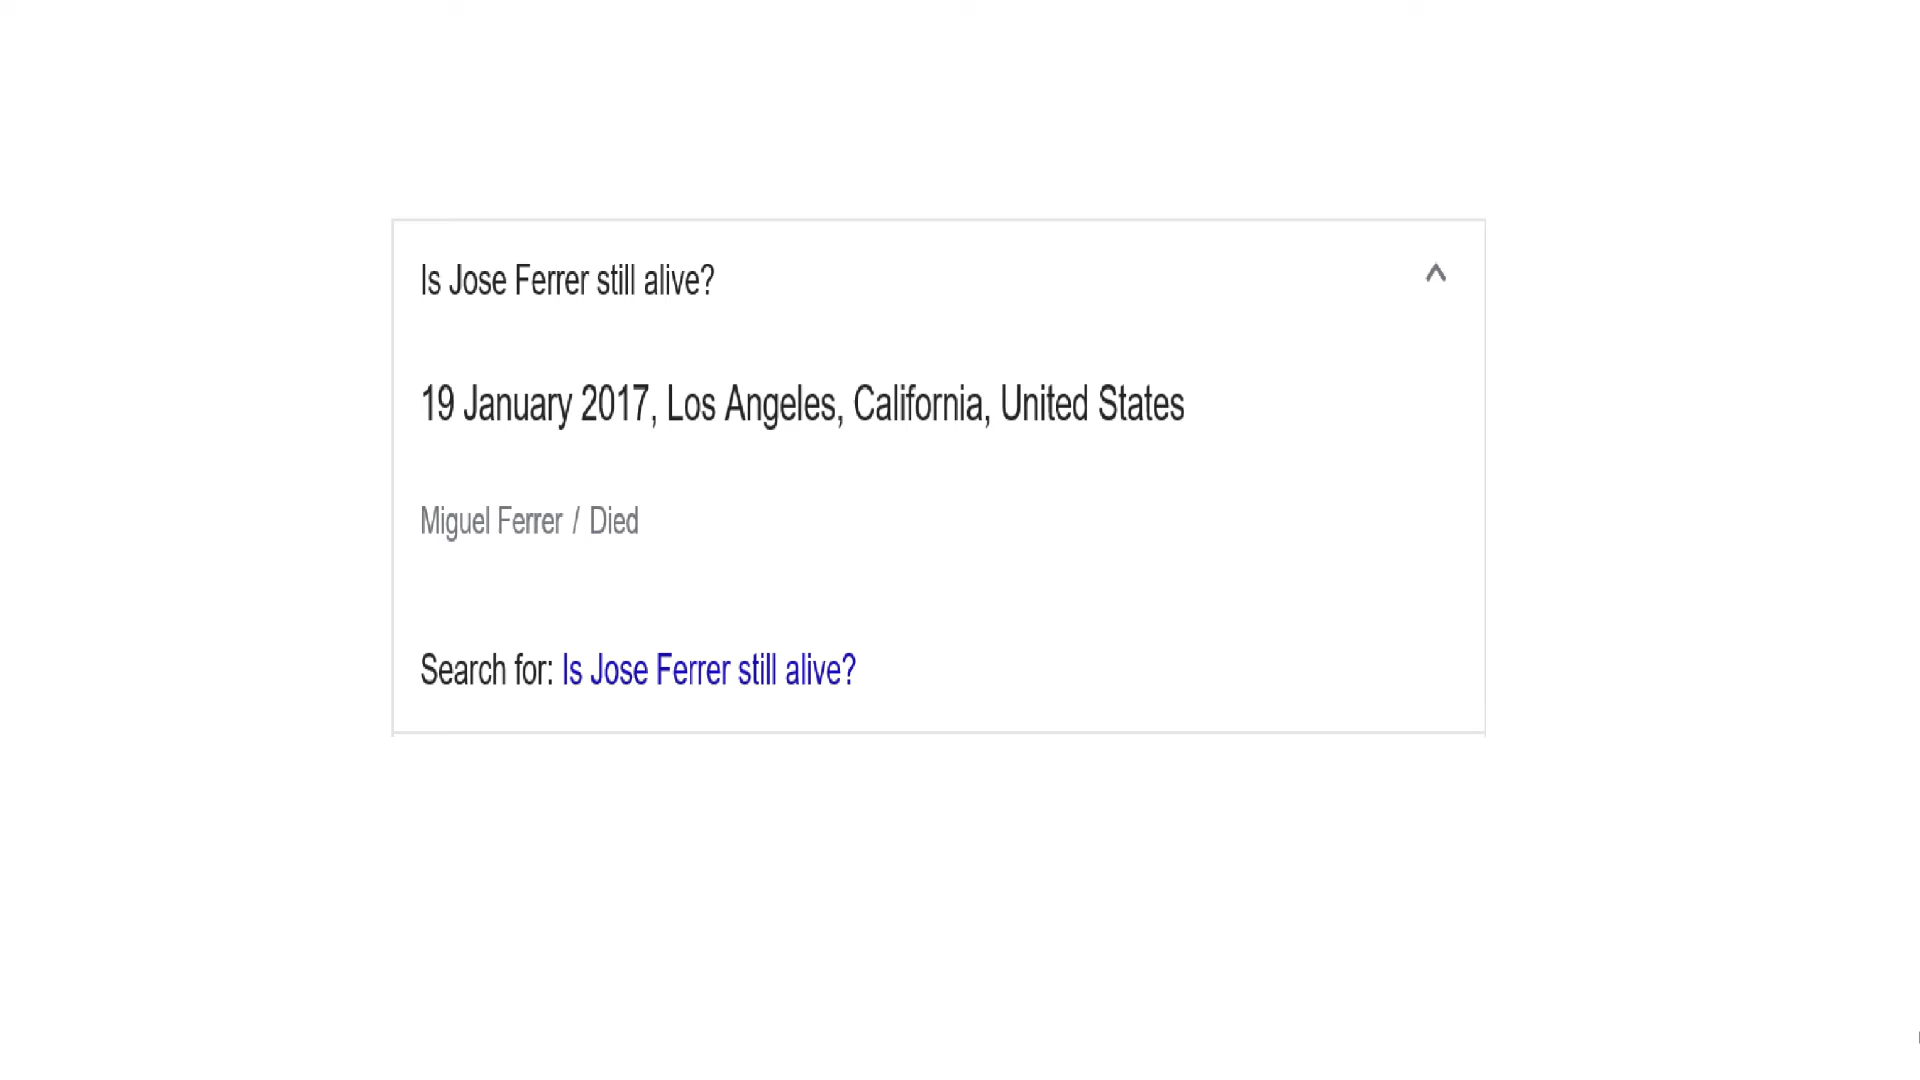 Is Jose Ferrer still alive?
19 January 2017, Los Angeles, California, United States
Miguel Ferrer / Died
Search for: Is Jose Ferrer still alive?